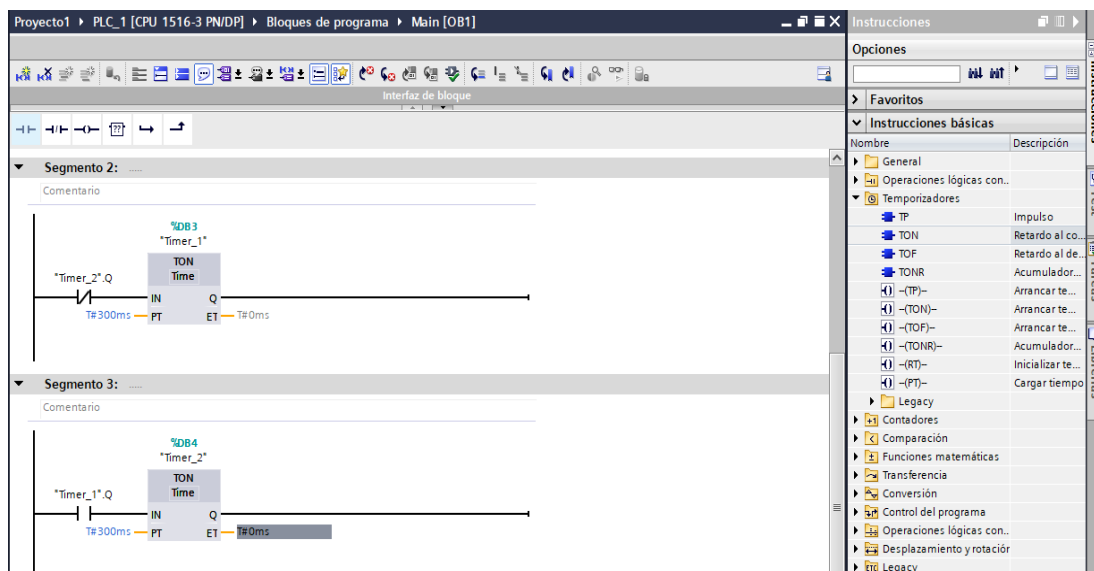 Proyecto1 ▸ PLC_1 [CPU 1516-3 PN/DP] ▸ Bloques de programa ▸ Main [OB1]
Interfaz de bloque
Segmento 2: .....
Comentario
%DB3
"Timer_1"
TON
Time
"Timer_2".Q
IN Q
T#300ms PT ET T#0ms
Segmento 3: .....
Comentario
%DB4
"Timer_2"
TON
Time
"Timer_1".Q
IN Q
T#300ms PT ET T#0ms
Instrucciones
Opciones
Favoritos
Instrucciones básicas
Nombre Descripción
General
Operaciones lógicas con..
Temporizadores
TP Impulso
TON Retardo al co...
TOF Retardo al de...
TONR Acumulador...
–(TP)– Arrancar te...
–(TON)– Arrancar te...
–(TOF)– Arrancar te...
–(TONR)– Acumulador...
–(RT)– Inicializar te...
–(PT)– Cargar tiempo
Legacy
Contadores
Comparación
Funciones matemáticas
Transferencia
Conversión
Control del programa
Operaciones lógicas con..
Desplazamiento y rotación
Legacy